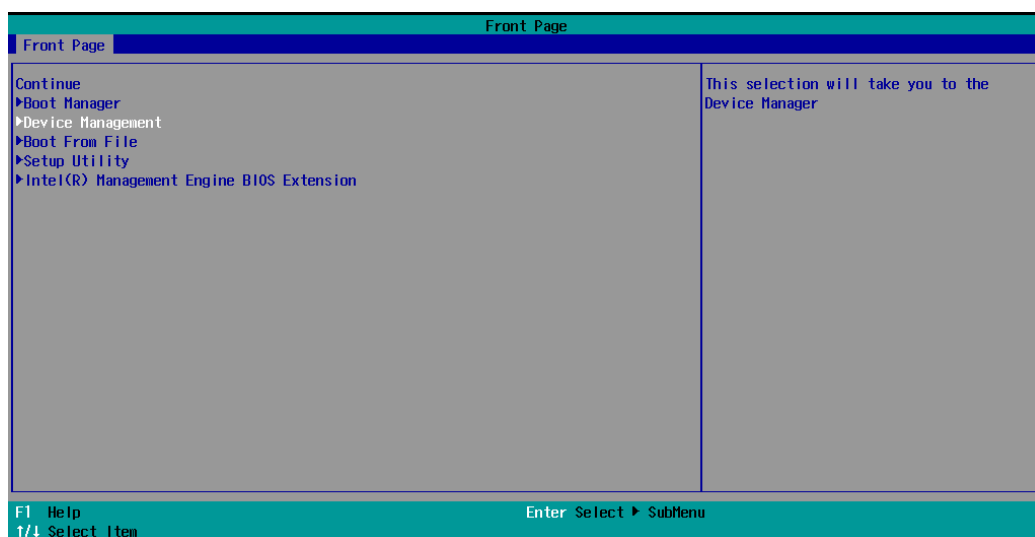 Front Page
Front Page
Continue
▶Boot Manager
▶Device Management
▶Boot From File
▶Setup Utility
▶Intel(R) Management Engine BIOS Extension
This selection will take you to the
Device Manager
F1 Help
↑/↓ Select Item
Enter Select ▶ SubMenu